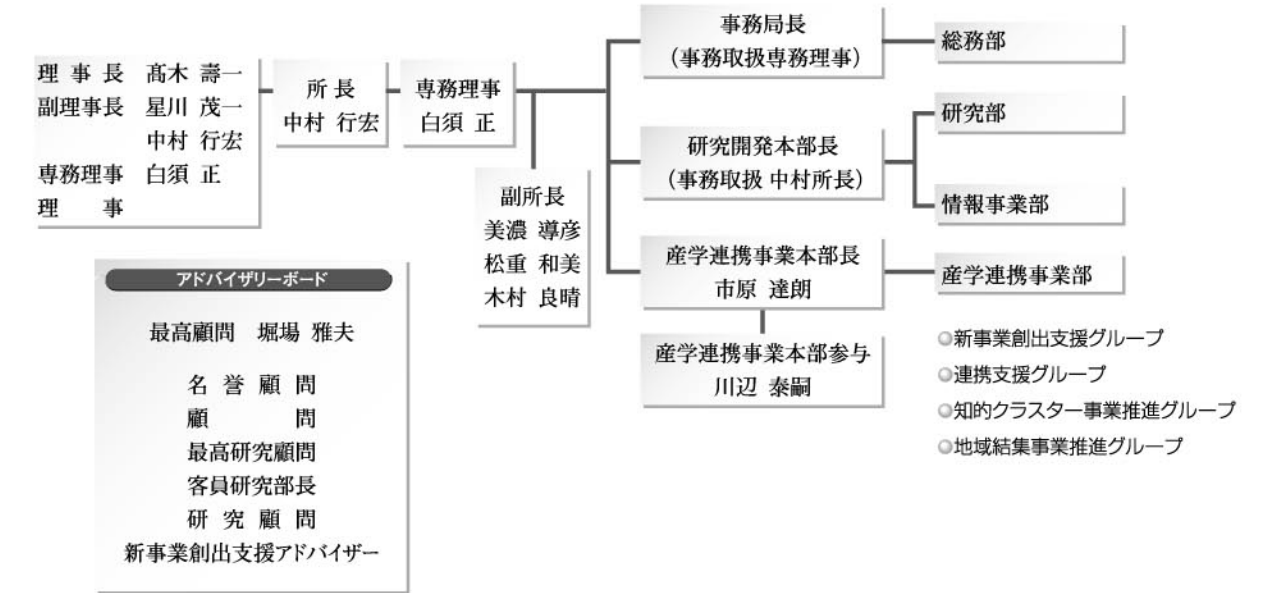 理事長 髙木 壽一
副理事長 星川 茂一
中村 行宏
専務理事 白須 正
理事
所長
中村 行宏
専務理事
白須 正
副所長
美濃 導彦
松重 和美
木村 良晴
事務局長
（事務取扱専務理事）
総務部
研究開発本部長
（事務取扱 中村所長）
研究部
情報事業部
産学連携事業本部長
市原 達朗
産学連携事業部
産学連携事業本部参与
川辺 泰嗣
新事業創出支援グループ
連携支援グループ
知的クラスター事業推進グループ
地域結集事業推進グループ
アドバイザリーボード
最高顧問 堀場 雅夫
名誉顧問
顧問
最高研究顧問
客員研究部長
研究顧問
新事業創出支援アドバイザー